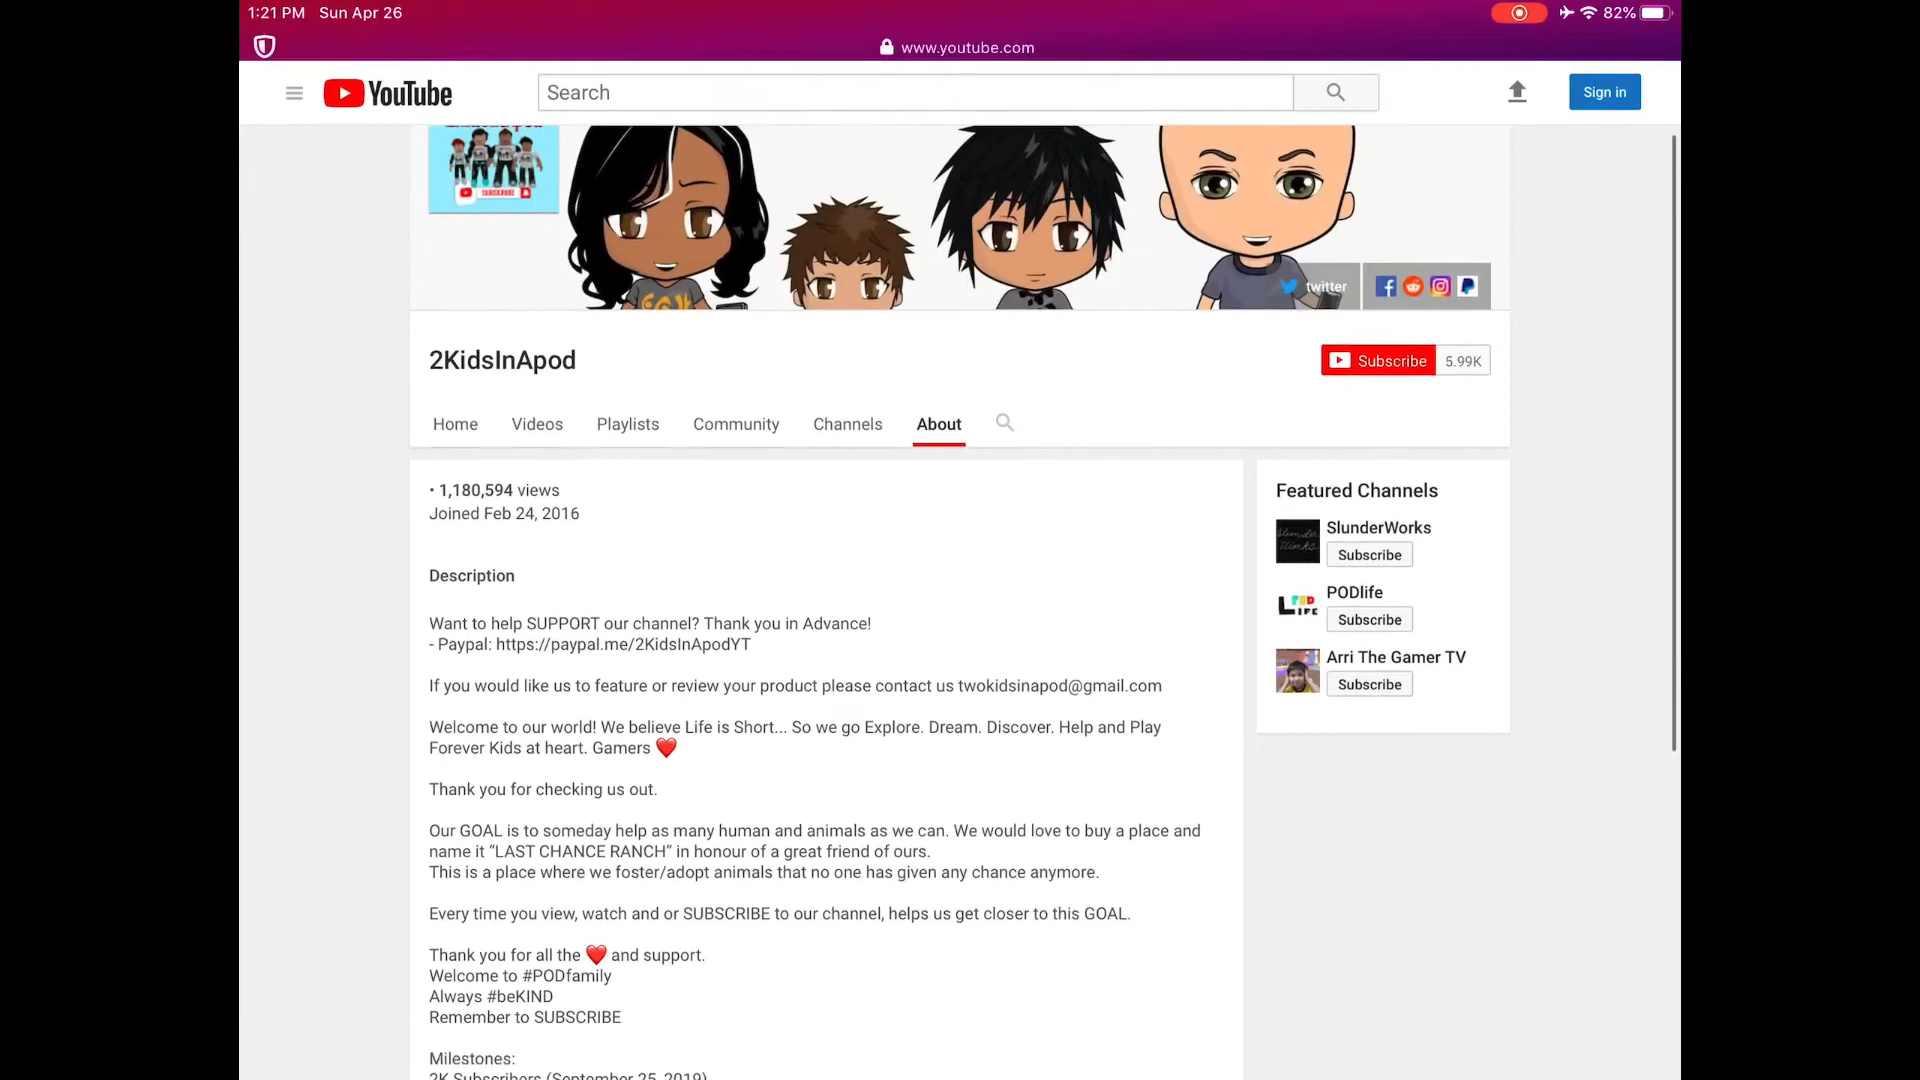 1:21 PM Sun Apr 26
82%
www.youtube.com
YouTube
Search
Sign in
SUBSCRIBE
twitter
2KidsInApod
Subscribe 5.99K
Home Videos Playlists Community Channels About
• 1,180,594 views
Joined Feb 24, 2016
Description
Want to help SUPPORT our channel? Thank you in Advance!
- Paypal: https://paypal.me/2KidsInApodYT
If you would like us to feature or review your product please contact us twokidsinapod@gmail.com
Welcome to our world! We believe Life is Short... So we go Explore. Dream. Discover. Help and Play
Forever Kids at heart. Gamers ❤️
Thank you for checking us out.
Our GOAL is to someday help as many human and animals as we can. We would love to buy a place and
name it “LAST CHANCE RANCH” in honour of a great friend of ours.
This is a place where we foster/adopt animals that no one has given any chance anymore.
Every time you view, watch and or SUBSCRIBE to our channel, helps us get closer to this GOAL.
Thank you for all the ❤️ and support.
Welcome to #PODfamily
Always #beKIND
Remember to SUBSCRIBE
Milestones:
2K Subscribers (September 25, 2019)
Featured Channels
SlunderWorks
Subscribe
PODlife
Subscribe
Arri The Gamer TV
Subscribe